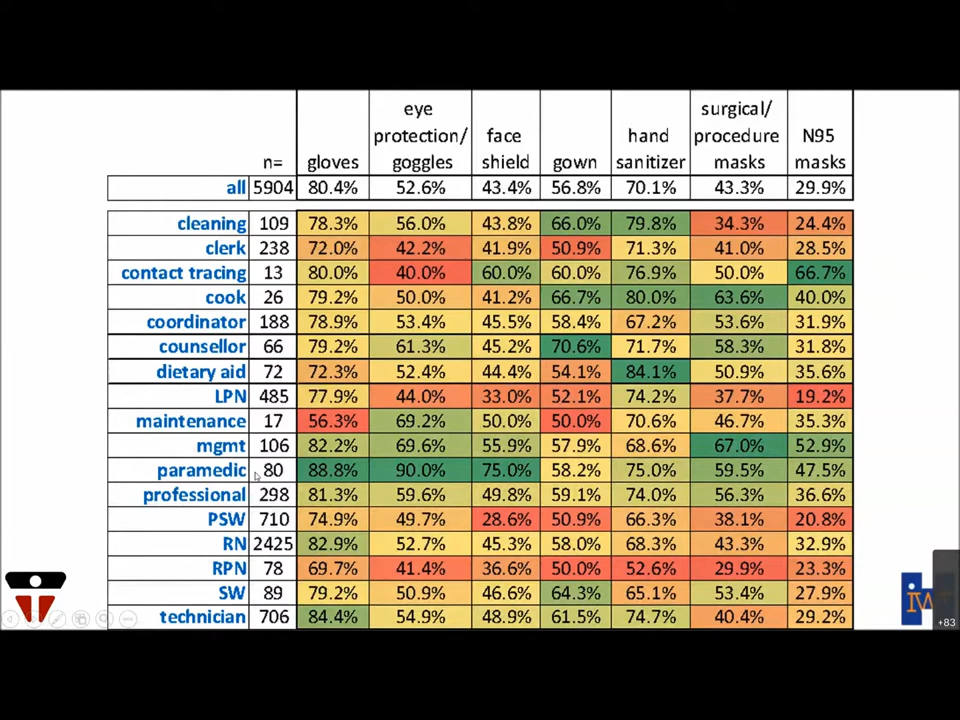 eye surgical/
protection/ face hand procedure N95
n= gloves goggles shield gown sanitizer masks masks
all 5904 80.4% 52.6% 43.4% 56.8% 70.1% 43.3% 29.9%
cleaning 109 78.3% 56.0% 43.8% 66.0% 79.8% 34.3% 24.4%
clerk 238 72.0% 42.2% 41.9% 50.9% 71.3% 41.0% 28.5%
contact tracing 13 80.0% 40.0% 60.0% 60.0% 76.9% 50.0% 66.7%
cook 26 79.2% 50.0% 41.2% 66.7% 80.0% 63.6% 40.0%
coordinator 188 78.9% 53.4% 45.5% 58.4% 67.2% 53.6% 31.9%
counsellor 66 79.2% 61.3% 45.2% 70.6% 71.7% 58.3% 31.8%
dietary aid 72 72.3% 52.4% 44.4% 54.1% 84.1% 50.9% 35.6%
LPN 485 77.9% 44.0% 33.0% 52.1% 74.2% 37.7% 19.2%
maintenance 17 56.3% 69.2% 50.0% 50.0% 70.6% 46.7% 35.3%
mgmt 106 82.2% 69.6% 55.9% 57.9% 68.6% 67.0% 52.9%
paramedic 80 88.8% 90.0% 75.0% 58.2% 75.0% 59.5% 47.5%
professional 298 81.3% 59.6% 49.8% 59.1% 74.0% 56.3% 36.6%
PSW 710 74.9% 49.7% 28.6% 50.9% 66.3% 38.1% 20.8%
RN 2425 82.9% 52.7% 45.3% 58.0% 68.3% 43.3% 32.9%
RPN 78 69.7% 41.4% 36.6% 50.0% 52.6% 29.9% 23.3%
SW 89 79.2% 50.9% 46.6% 64.3% 65.1% 53.4% 27.9%
technician 706 84.4% 54.9% 48.9% 61.5% 74.7% 40.4% 29.2%
+83